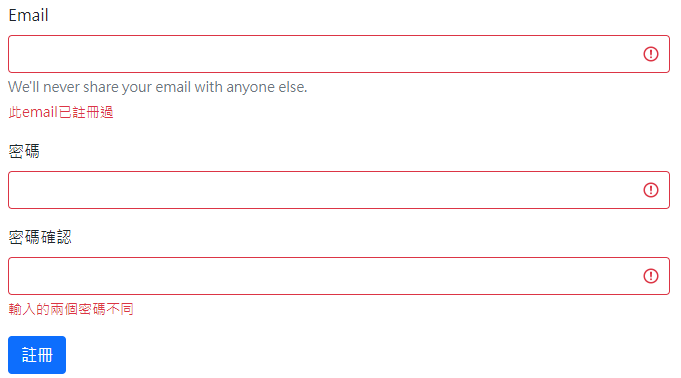 Email
We'll never share your email with anyone else.
此email已註冊過
密碼
密碼確認
輸入的兩個密碼不同
註冊